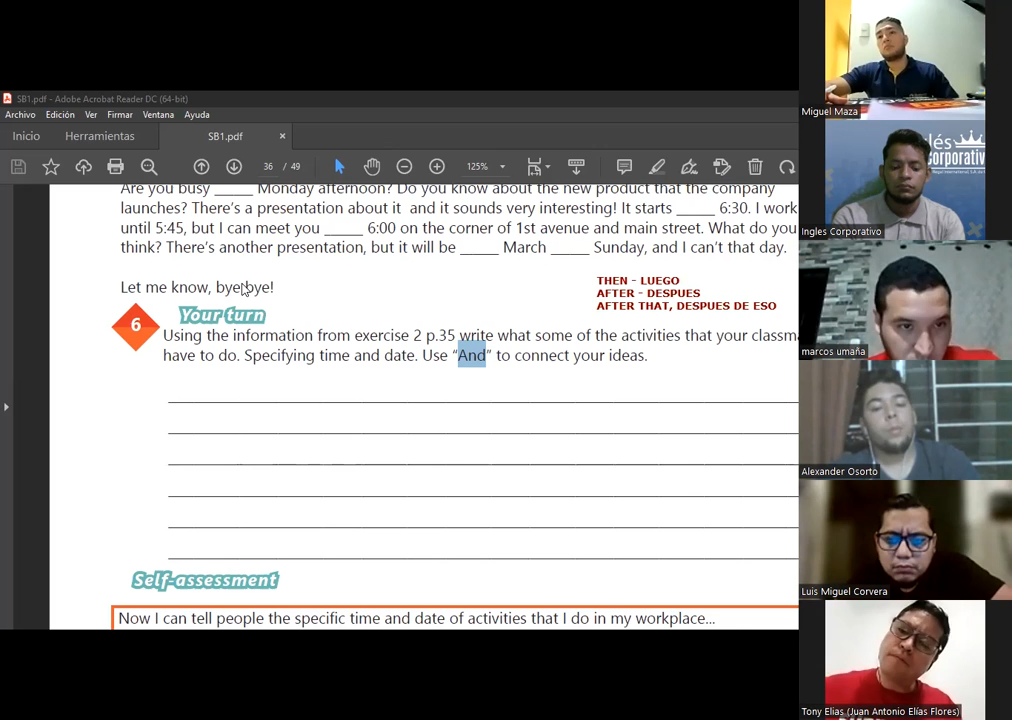 SB1.pdf - Adobe Acrobat Reader DC (64-bit)
Archivo Edición Ver Firmar Ventana Ayuda
Inicio Herramientas SB1.pdf ×
36 / 49 125%
Are you busy _____ Monday afternoon? Do you know about the new product that the company
launches? There's a presentation about it and it sounds very interesting! It starts _____ 6:30. I work
until 5:45, but I can meet you _____ 6:00 on the corner of 1st avenue and main street. What do you
think? There's another presentation, but it will be _____ March _____ Sunday, and I can't that day.
Let me know, bye bye!
THEN - LUEGO
AFTER - DESPUES
AFTER THAT, DESPUES DE ESO
6 Your turn
Using the information from exercise 2 p.35 write what some of the activities that your classma
have to do. Specifying time and date. Use “And” to connect your ideas.
Self-assessment
Now I can tell people the specific time and date of activities that I do in my workplace...
Miguel Maza
lés
corporativo
Ingles Corporativo
marcos umaña
Alexander Osorto
Luis Miguel Corvera
Tony Elias (Juan Antonio Elías Flores)